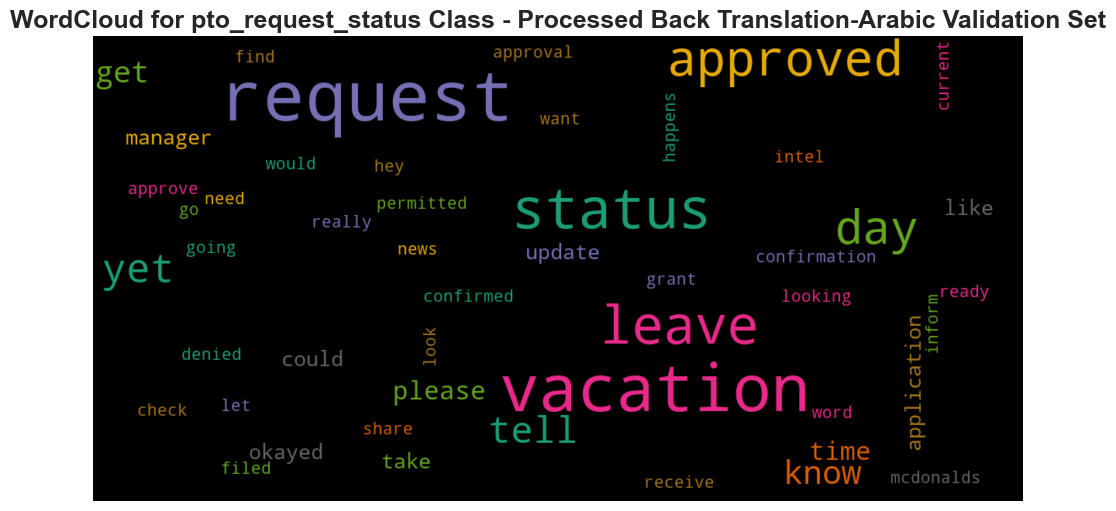 WordCloud for pto_request_status Class - Processed Back Translation-Arabic Validation Set
find
approval
approved
current
get
request
want
happens
manager
intel
would
hey
approve
need
go
permitted
really
status
day
like
going
news
update
confirmation
yet
grant
confirmed
looking
ready
inform
leave
look
application
denied
could
please
vacation
check
let
word
share
tell
okayed
time
filed
take
know
receive
mcdonalds